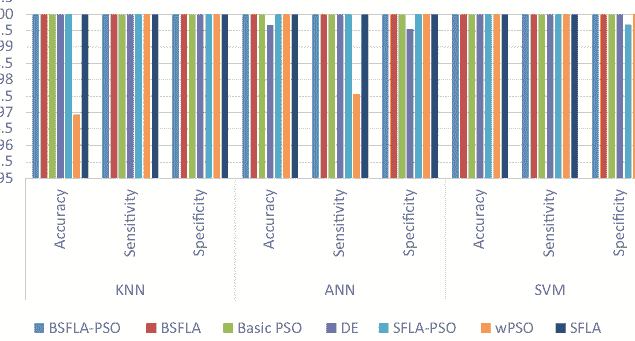 .5
00
.5
99
.5
98
.5
97
.5
96
.5
95
Accuracy
Sensitivity
Specificity
Accuracy
Sensitivity
Specificity
Accuracy
Sensitivity
Specificity
KNN ANN SVM
BSFLA-PSO BSFLA Basic PSO DE SFLA-PSO wPSO SFLA